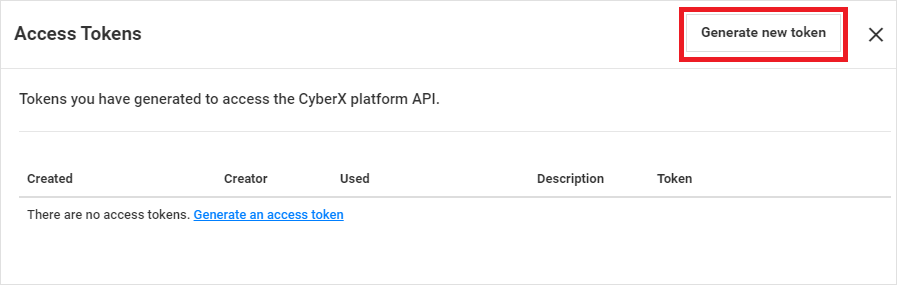 Access Tokens
Generate new token
Tokens you have generated to access the CyberX platform API.
Created Creator Used Description Token
There are no access tokens. Generate an access token